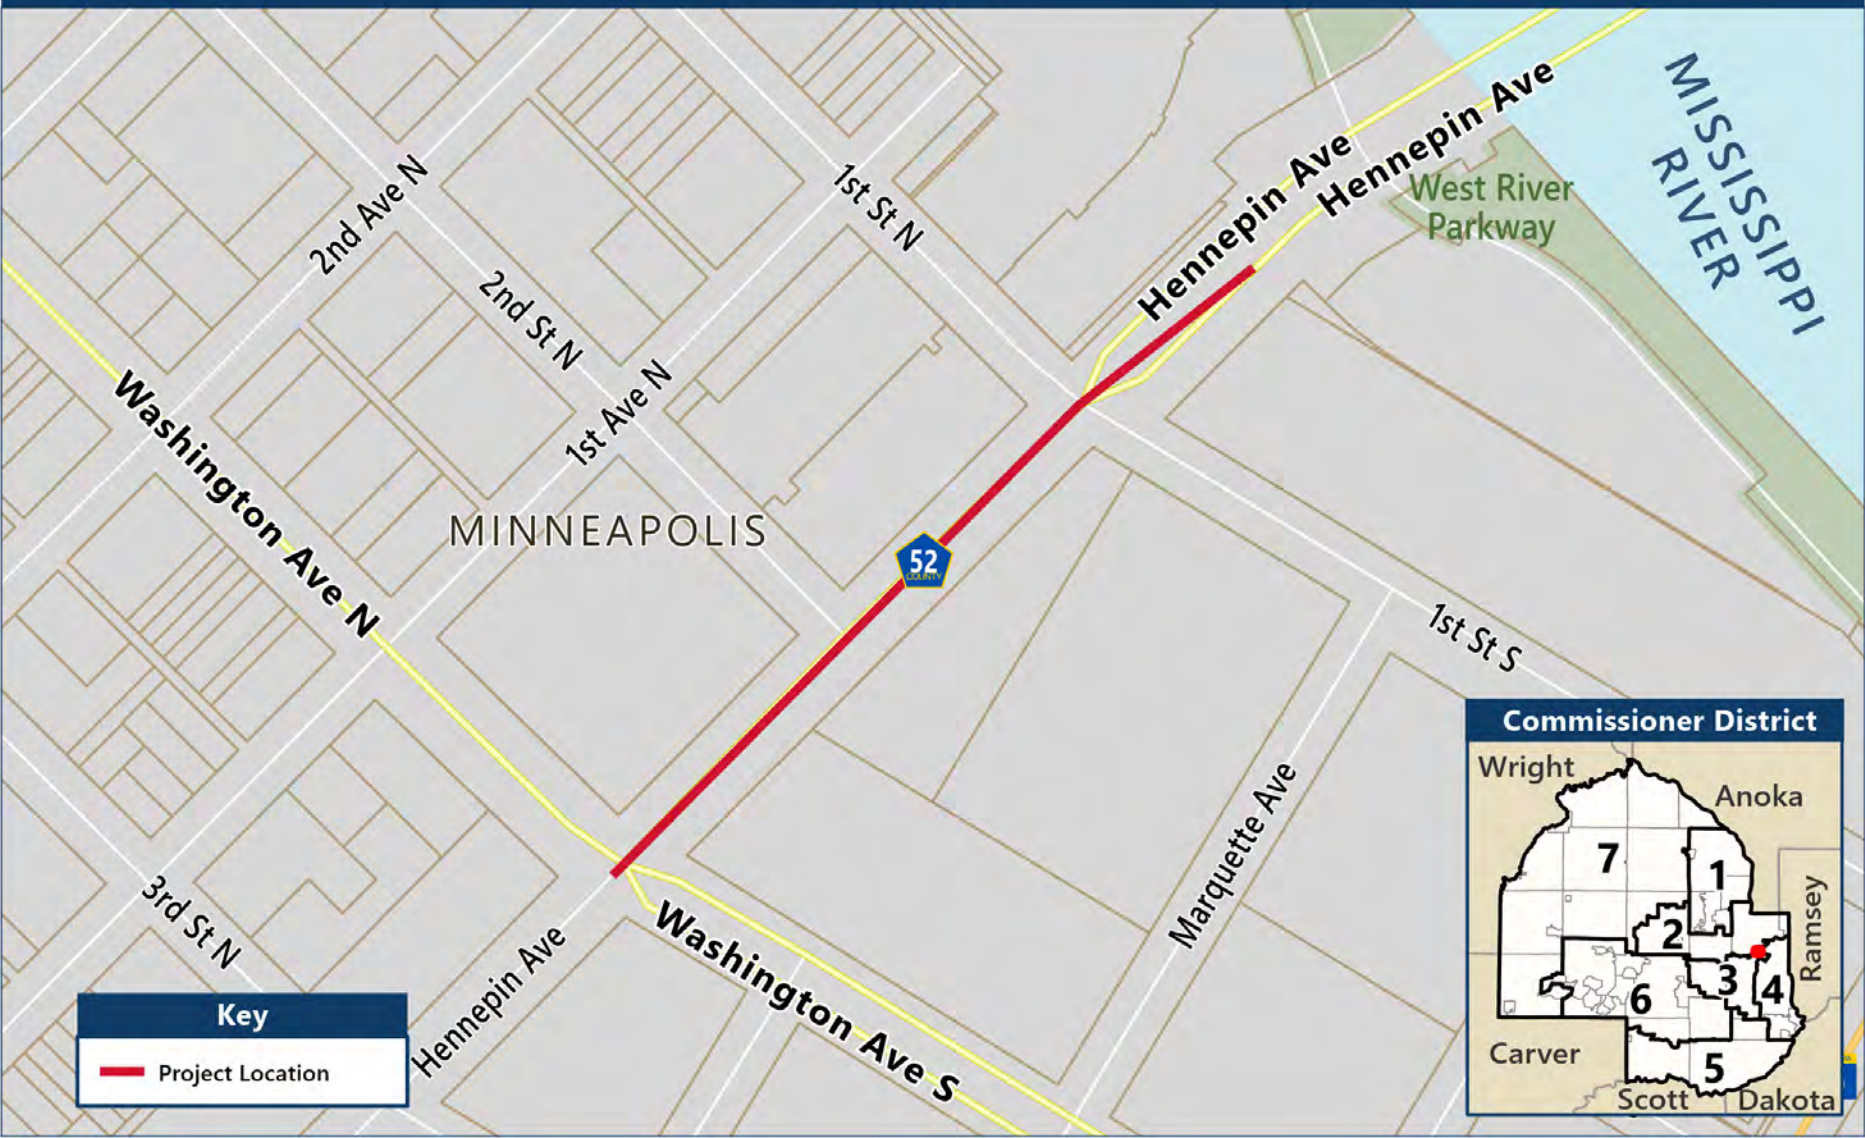 Hennepin Ave
Hennepin Ave
MISSISSIPPI
RIVER
West River
Parkway
1st St N
2nd Ave N
2nd St N
1st Ave N
Washington Ave N
MINNEAPOLIS
52
COUNTY
1st St S
Marquette Ave
3rd St N
Hennepin Ave
Washington Ave S
Key
Project Location
Commissioner District
Wright
Anoka
7
1
2
Ramsey
3
4
6
Carver
5
Scott
Dakota